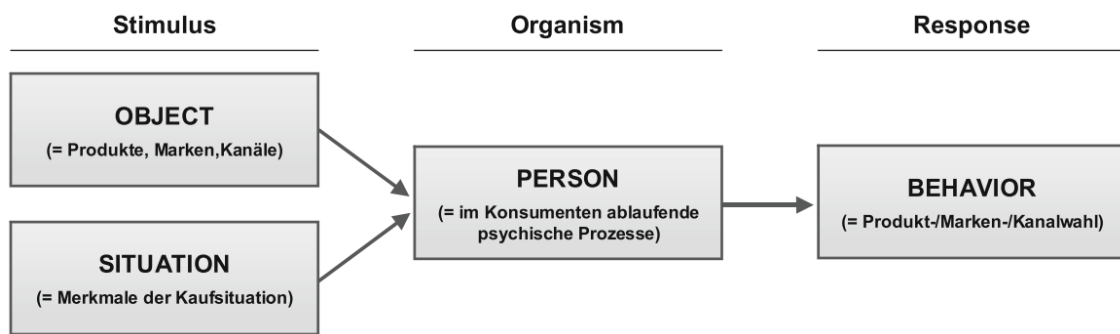 Stimulus
Organism
Response
OBJECT
(= Produkte, Marken,Kanäle)
SITUATION
(= Merkmale der Kaufsituation)
PERSON
(= im Konsumenten ablaufende
psychische Prozesse)
BEHAVIOR
(= Produkt-/Marken-/Kanalwahl)